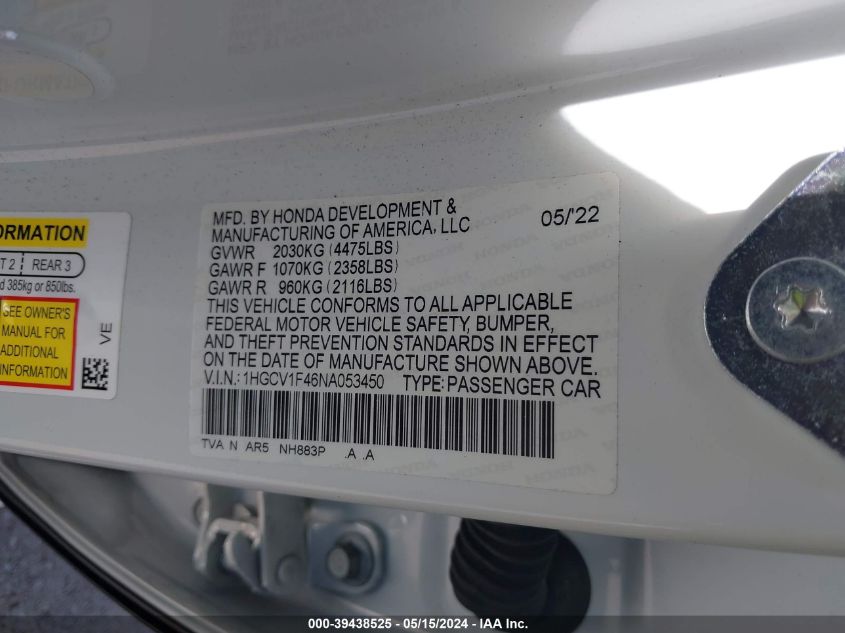 ORMATION
T 2 REAR 3
d 385kg or 850lbs.
SEE OWNER'S
MANUAL FOR
ADDITIONAL
INFORMATION
VE
MFD. BY HONDA DEVELOPMENT &
MANUFACTURING OF AMERICA, LLC 05/'22
GVWR 2030KG (4475LBS)
GAWR F 1070KG (2358LBS)
GAWR R 960KG (2116LBS)
THIS VEHICLE CONFORMS TO ALL APPLICABLE
FEDERAL MOTOR VEHICLE SAFETY, BUMPER,
AND THEFT PREVENTION STANDARDS IN EFFECT
ON THE DATE OF MANUFACTURE SHOWN ABOVE.
V.I.N.: 1HGCV1F46NA053450 TYPE: PASSENGER CAR
TVA N AR5 NH883P .A .A
000-39438525 - 05/15/2024 - IAA Inc.